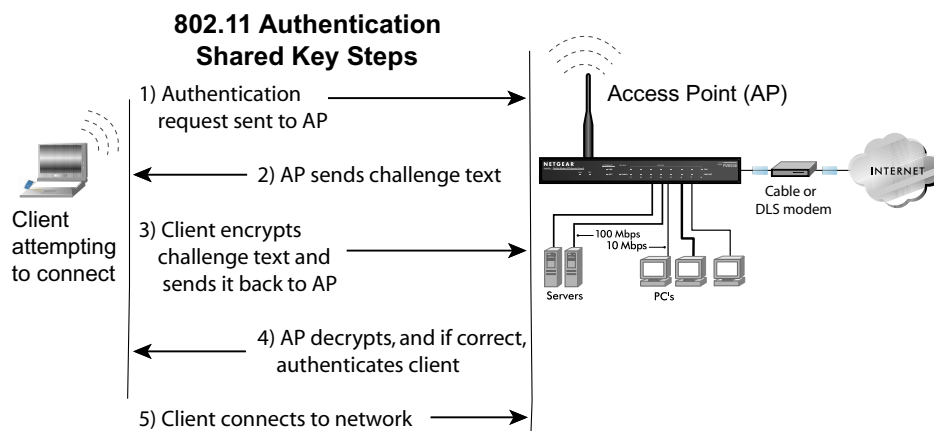 802.11 Authentication
Shared Key Steps
1) Authentication
request sent to AP
2) AP sends challenge text
3) Client encrypts
challenge text and
sends it back to AP
4) AP decrypts, and if correct,
authenticates client
5) Client connects to network
Client
attempting
to connect
Access Point (AP)
NETGEAR
Cable or
DLS modem
INTERNET
100 Mbps
10 Mbps
Servers
PC's